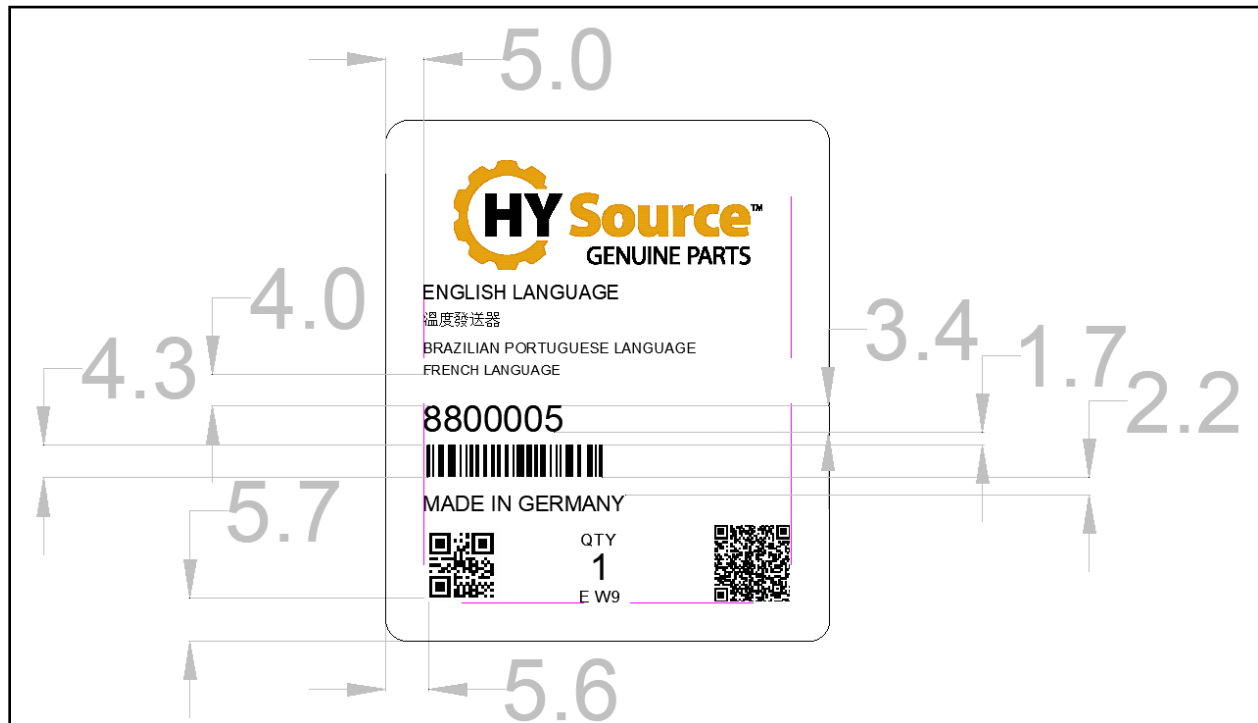 5.0
HY Source™
GENUINE PARTS
4.0
ENGLISH LANGUAGE
溫度發送器
3.4
1.7
4.3
BRAZILIAN PORTUGUESE LANGUAGE
FRENCH LANGUAGE
2.2
8800005
MADE IN GERMANY
5.7
QTY
1
E W9
5.6